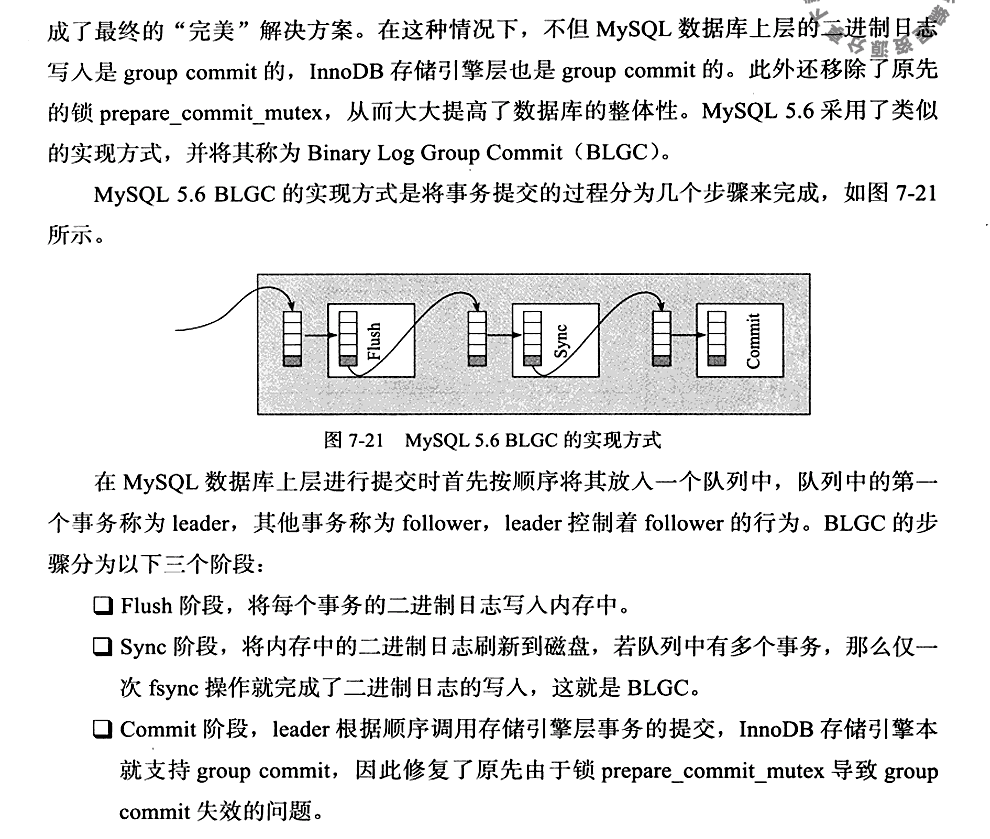 成了最终的“完美”解决方案。在这种情况下，不但 MySQL 数据库上层的二进制日志
写入是 group commit 的，InnoDB 存储引擎层也是 group commit 的。此外还移除了原先
的锁 prepare_commit_mutex，从而大大提高了数据库的整体性。MySQL 5.6 采用了类似
的实现方式，并将其称为 Binary Log Group Commit（BLGC）。
MySQL 5.6 BLGC 的实现方式是将事务提交的过程分为几个步骤来完成，如图 7-21
所示。
Flush
Sync
Commit
图 7-21 MySQL 5.6 BLGC 的实现方式
在 MySQL 数据库上层进行提交时首先按顺序将其放入一个队列中，队列中的第一
个事务称为 leader，其他事务称为 follower，leader 控制着 follower 的行为。BLGC 的步
骤分为以下三个阶段：
❏ Flush 阶段，将每个事务的二进制日志写入内存中。
❏ Sync 阶段，将内存中的二进制日志刷新到磁盘，若队列中有多个事务，那么仅一
次 fsync 操作就完成了二进制日志的写入，这就是 BLGC。
❏ Commit 阶段，leader 根据顺序调用存储引擎层事务的提交，InnoDB 存储引擎本
就支持 group commit，因此修复了原先由于锁 prepare_commit_mutex 导致 group
commit 失效的问题。